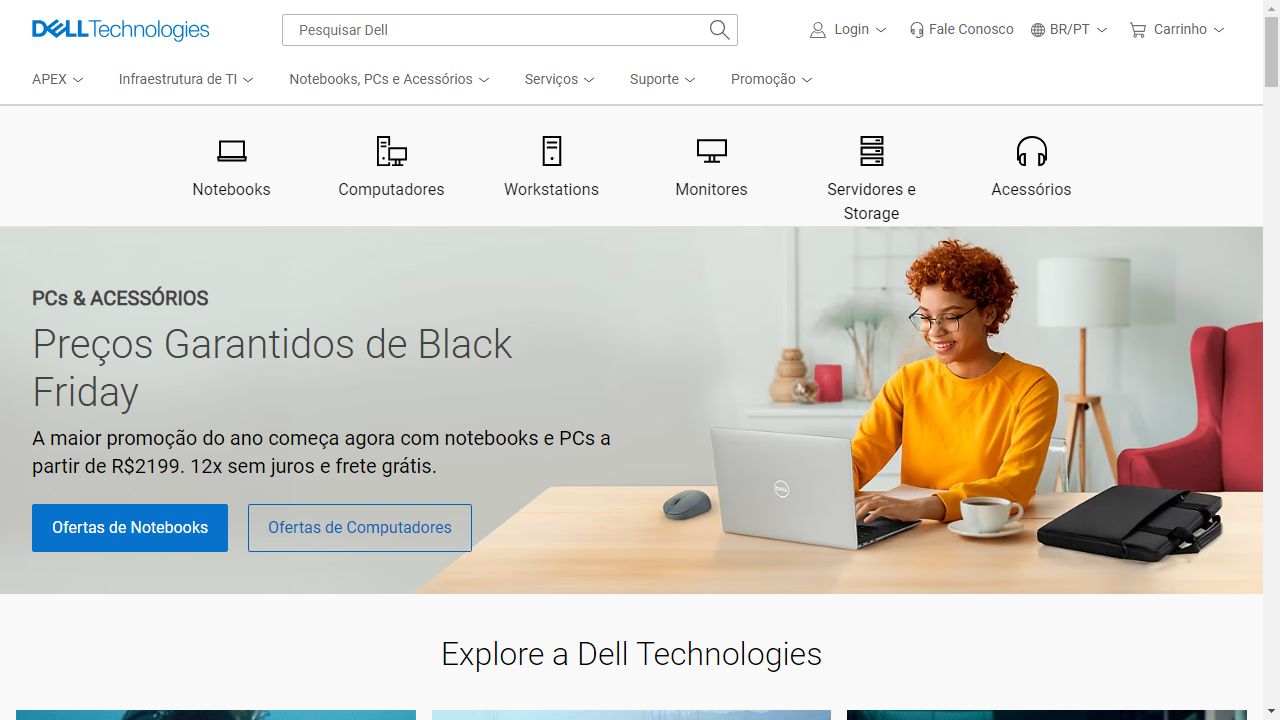 DELL Technologies
Pesquisar Dell
Login
Fale Conosco
BR/PT
Carrinho
APEX
Infraestrutura de TI
Notebooks, PCs e Acessórios
Serviços
Suporte
Promoção
Notebooks
Computadores
Workstations
Monitores
Servidores e
Storage
Acessórios
PCs & ACESSÓRIOS
Preços Garantidos de Black
Friday
A maior promoção do ano começa agora com notebooks e PCs a
partir de R$2199. 12x sem juros e frete grátis.
Ofertas de Notebooks
Ofertas de Computadores
DELL
Explore a Dell Technologies